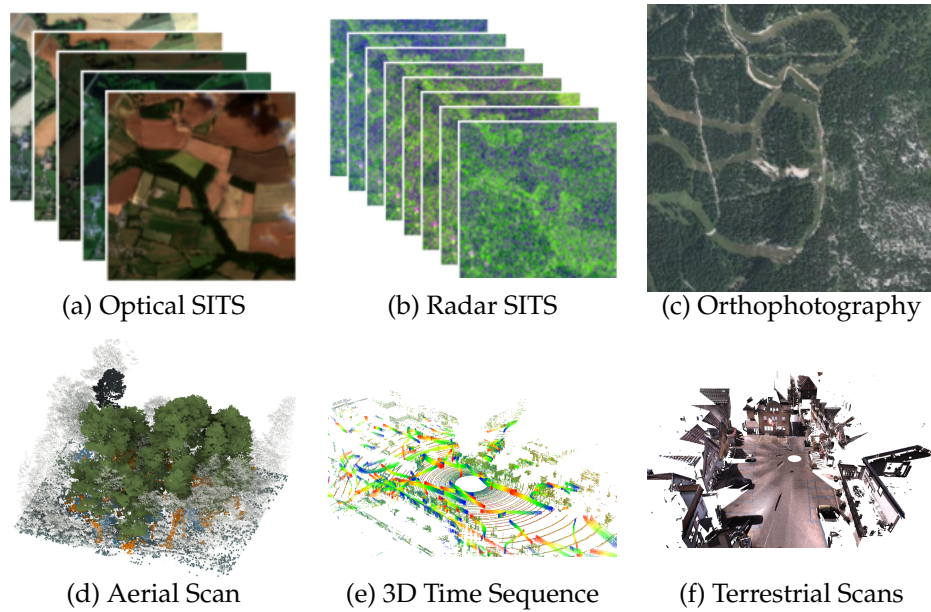 (a) Optical SITS
(b) Radar SITS
(c) Orthophotography
(d) Aerial Scan
(e) 3D Time Sequence
(f) Terrestrial Scans